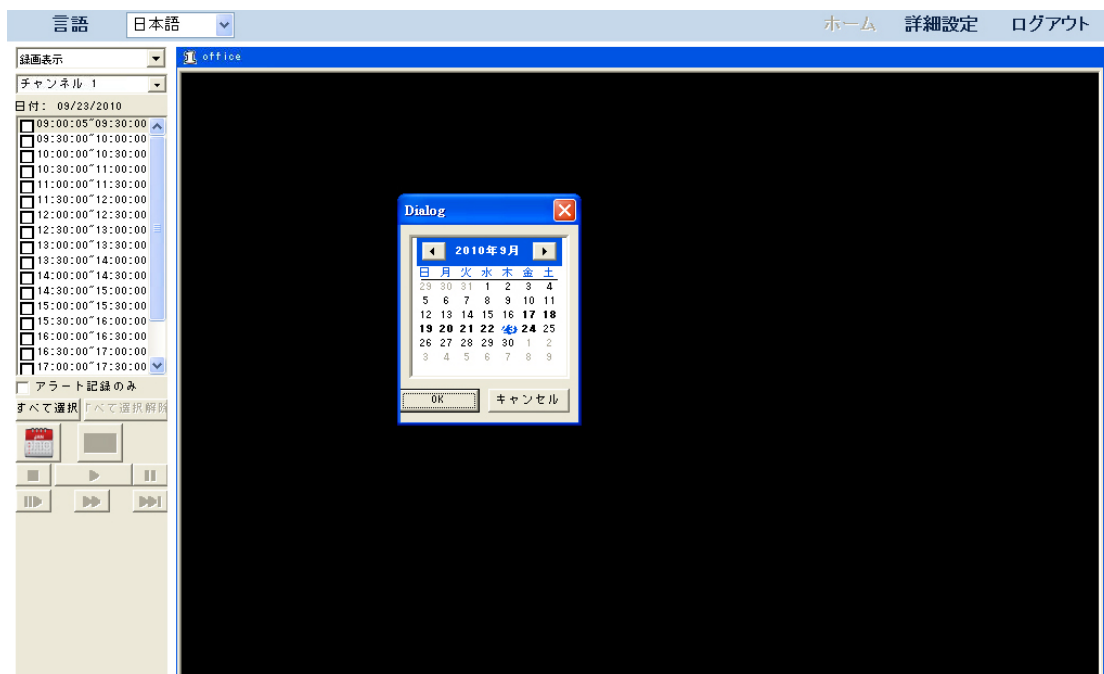 言語 日本語 ホーム 詳細設定 ログアウト
録画表示
office
チャンネル 1
日付: 09/23/2010
09:00:05~09:30:00
09:30:00~10:00:00
10:00:00~10:30:00
10:30:00~11:00:00
11:00:00~11:30:00
11:30:00~12:00:00
12:00:00~12:30:00
12:30:00~13:00:00
13:00:00~13:30:00
13:30:00~14:00:00
14:00:00~14:30:00
14:30:00~15:00:00
15:00:00~15:30:00
15:30:00~16:00:00
16:00:00~16:30:00
16:30:00~17:00:00
17:00:00~17:30:00
アラート記録のみ
すべて選択 すべて選択解除
Dialog
2010年9月
日 月 火 水 木 金 土
29 30 31 1 2 3 4
5 6 7 8 9 10 11
12 13 14 15 16 17 18
19 20 21 22 23 24 25
26 27 28 29 30 1 2
3 4 5 6 7 8 9
OK キャンセル